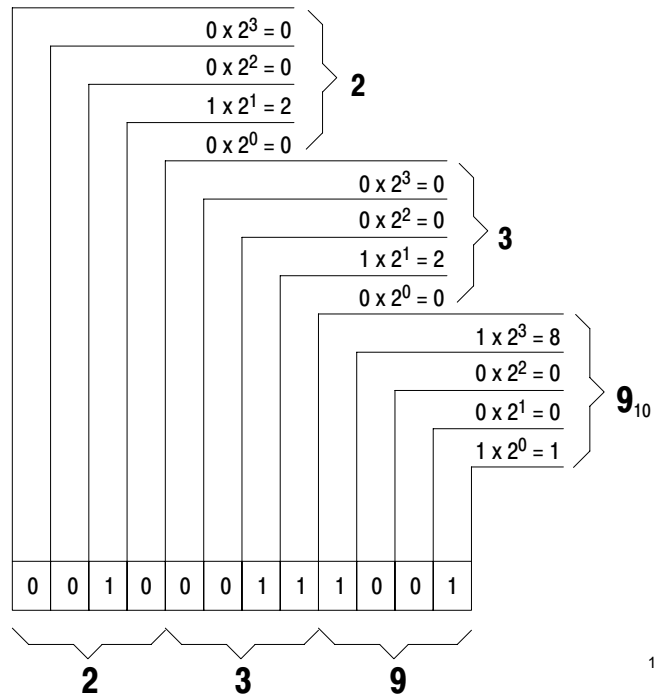 0 x 2³ = 0
0 x 2² = 0
1 x 2¹ = 2
0 x 2⁰ = 0
2
0 x 2³ = 0
0 x 2² = 0
1 x 2¹ = 2
0 x 2⁰ = 0
3
1 x 2³ = 8
0 x 2² = 0
0 x 2¹ = 0
1 x 2⁰ = 1
9₁₀
0 0 1 0 0 0 1 1 1 0 0 1
2 3 9
1